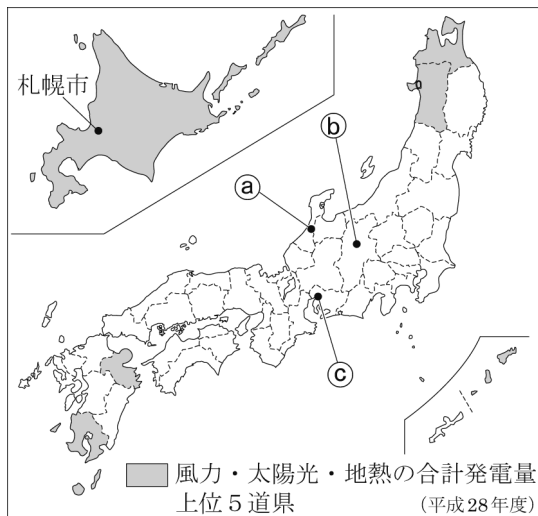 札幌市
ⓐ
ⓑ
ⓒ
風力・太陽光・地熱の合計発電量
上位5道県
(平成28年度)